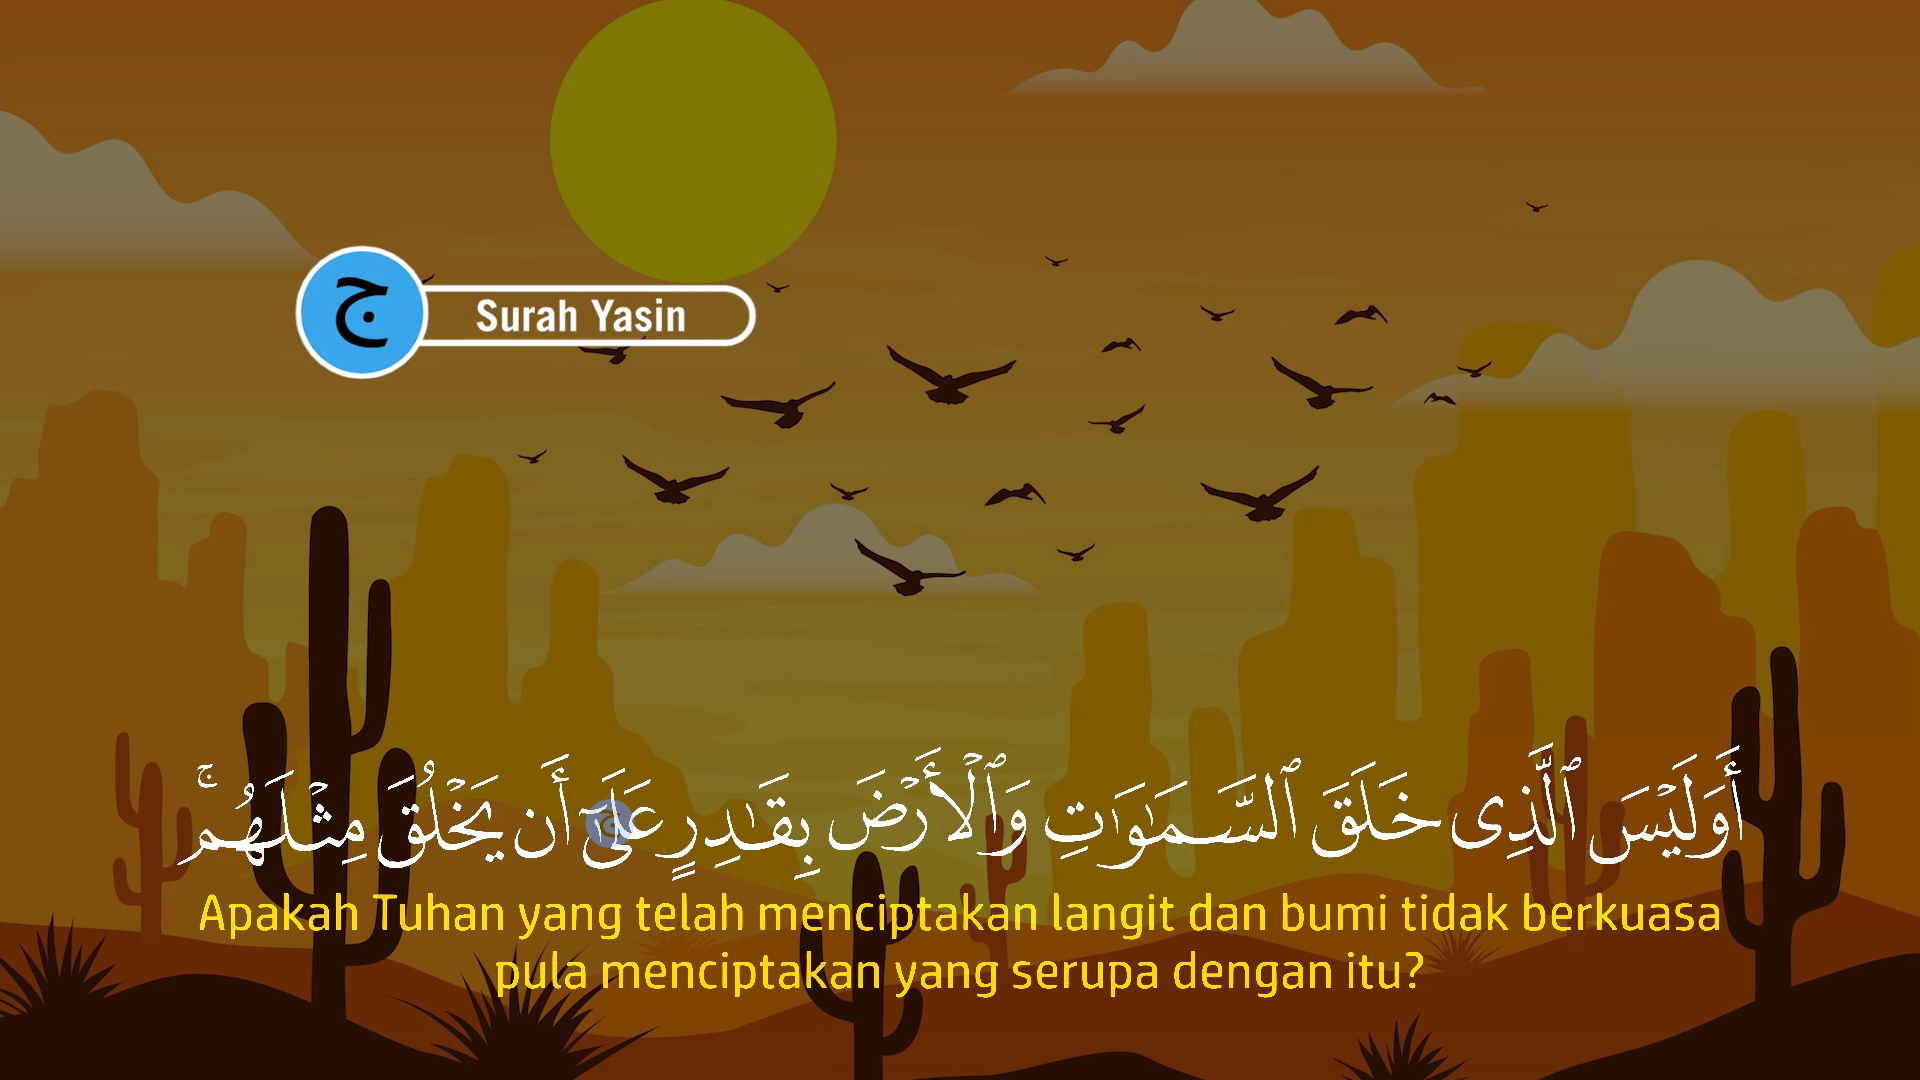 ج
Surah Yasin
أَوَلَيْسَ ٱلَّذِى خَلَقَ ٱلسَّمَٰوَٰتِ وَٱلْأَرْضَ بِقَٰدِرٍ عَلَىٰٓ أَن يَخْلُقَ مِثْلَهُم ۚ
Apakah Tuhan yang telah menciptakan langit dan bumi tidak berkuasa
pula menciptakan yang serupa dengan itu?